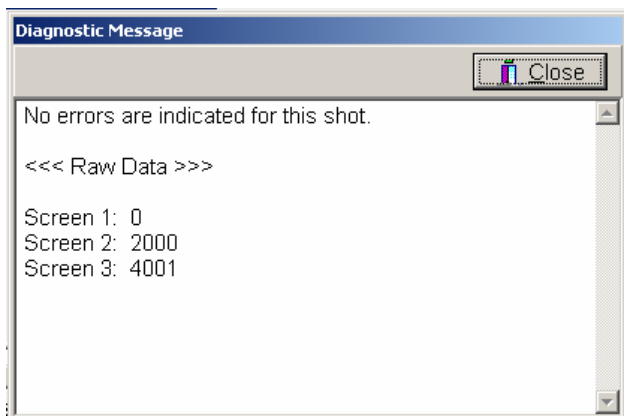 Diagnostic Message
Close
No errors are indicated for this shot.
<<< Raw Data >>>
Screen 1: 0
Screen 2: 2000
Screen 3: 4001